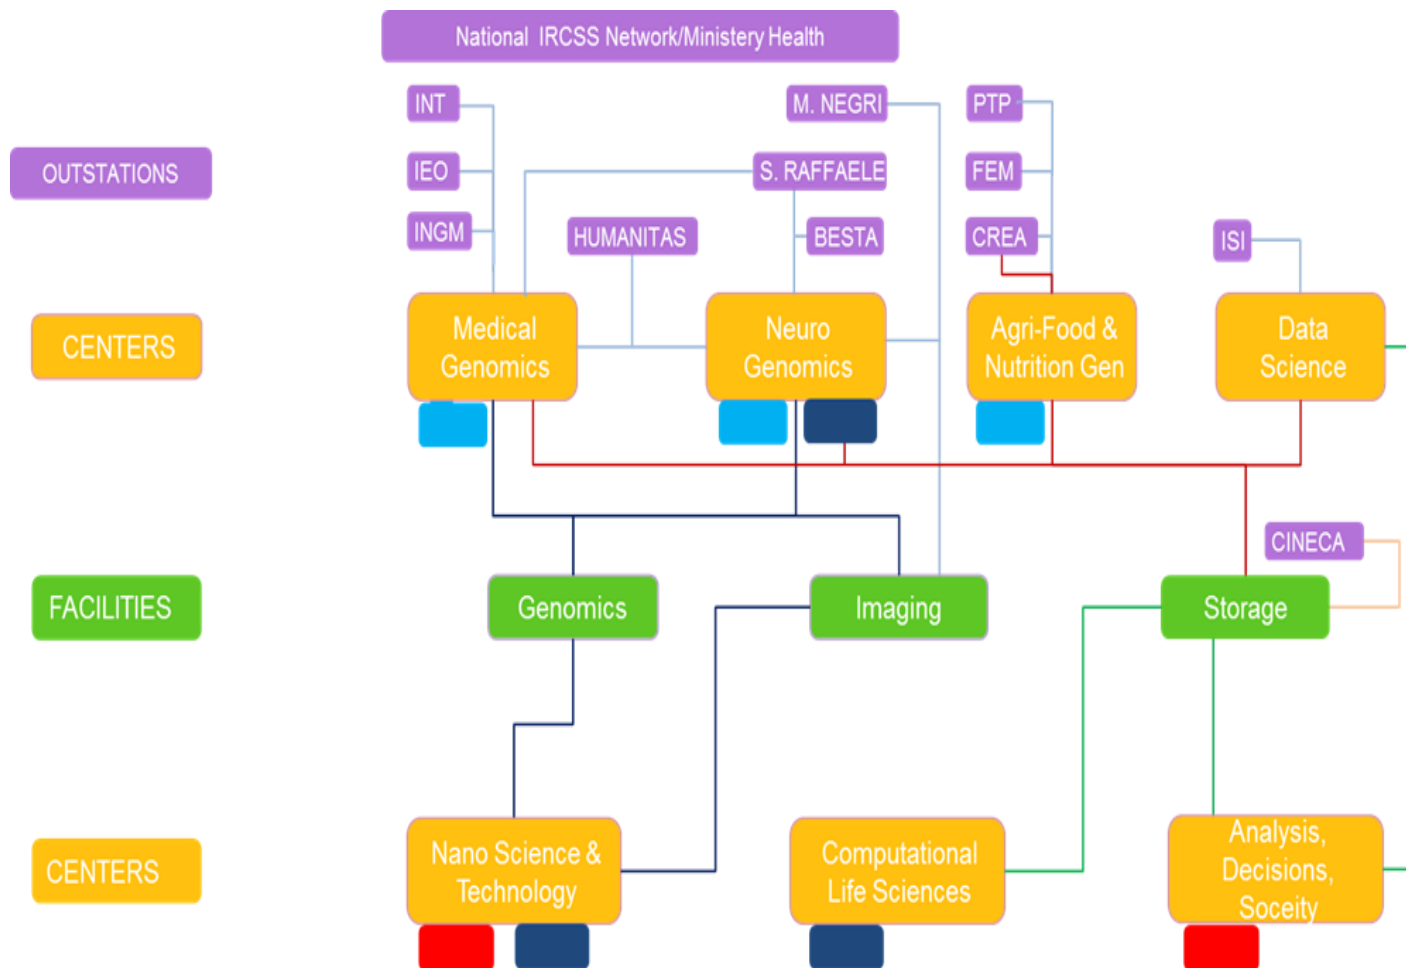 National IRCSS Network/Ministery Health
INT
M. NEGRI
PTP
OUTSTATIONS
IEO
S. RAFFAELE
FEM
INGM
HUMANITAS
BESTA
CREA
ISI
CENTERS
Medical
Genomics
Neuro
Genomics
Agri-Food &
Nutrition Gen
Data
Science
CINECA
FACILITIES
Genomics
Imaging
Storage
CENTERS
Nano Science &
Technology
Computational
Life Sciences
Analysis,
Decisions,
Soceity